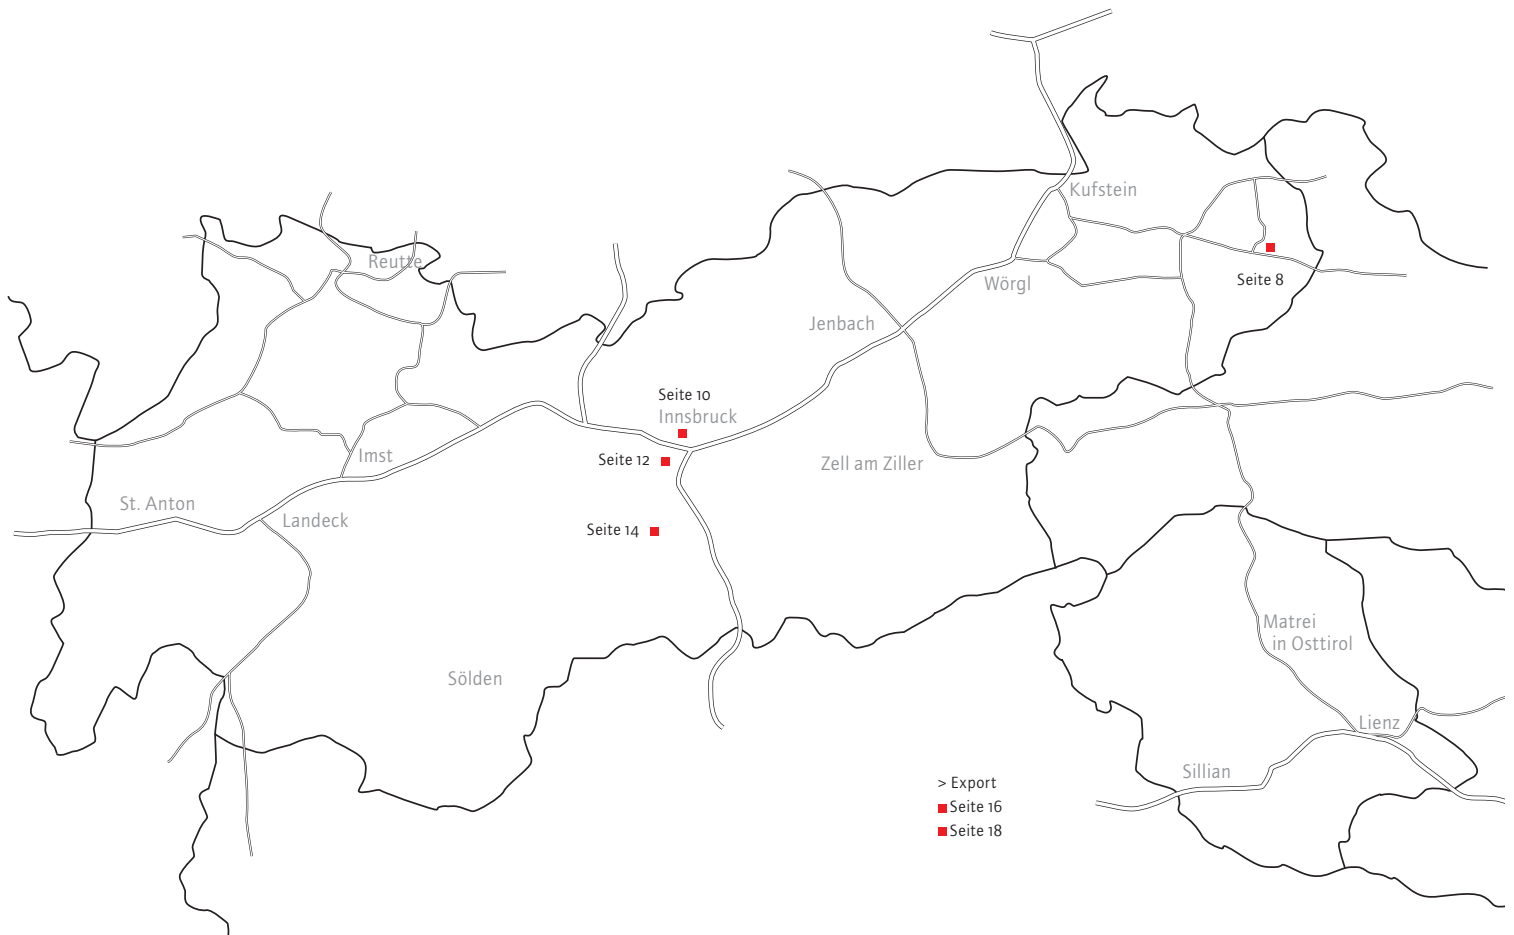 Kufstein
Reutte
Seite 8
Wörgl
Jenbach
Seite 10
Innsbruck
Imst
Seite 12
Zell am Ziller
St. Anton
Landeck
Seite 14
Matrei
in Osttirol
Sölden
Lienz
Sillian
> Export
Seite 16
Seite 18